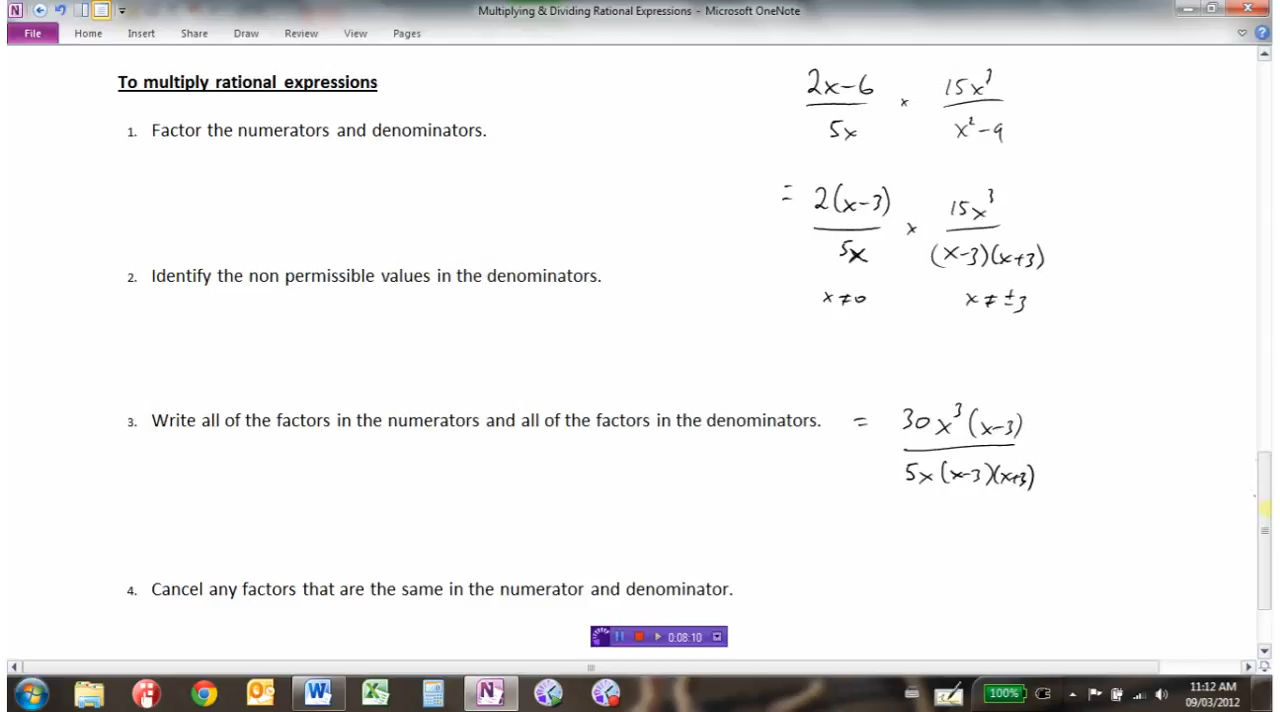 Multiplying & Dividing Rational Expressions - Microsoft OneNote
File Home Insert Share Draw Review View Pages
To multiply rational expressions
2x-6 15x³
×
5x x²-9
1. Factor the numerators and denominators.
= 2(x-3) × 15x³
5x (x-3)(x+3)
2. Identify the non permissible values in the denominators.
x≠0 x≠±3
3. Write all of the factors in the numerators and all of the factors in the denominators.
= 30x³(x-3)
5x(x-3)(x+3)
4. Cancel any factors that are the same in the numerator and denominator.
0:08:10
100% 11:12 AM
09/03/2012